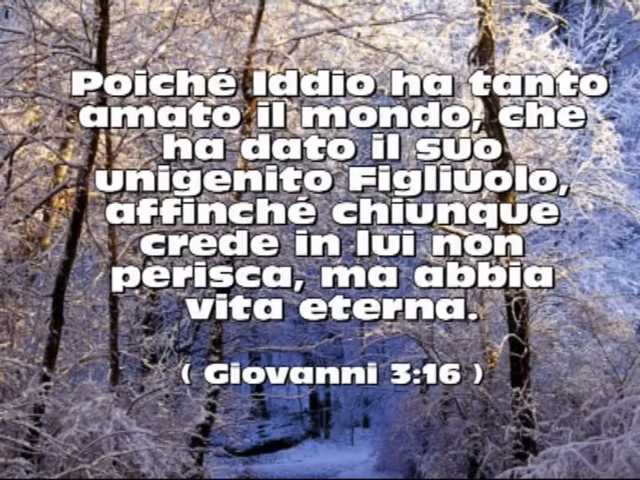 Poiché Iddio ha tanto
amato il mondo, che
ha dato il suo
unigenito Figliuolo,
affinché chiunque
crede in lui non
perisca, ma abbia
vita eterna.
( Giovanni 3:16 )